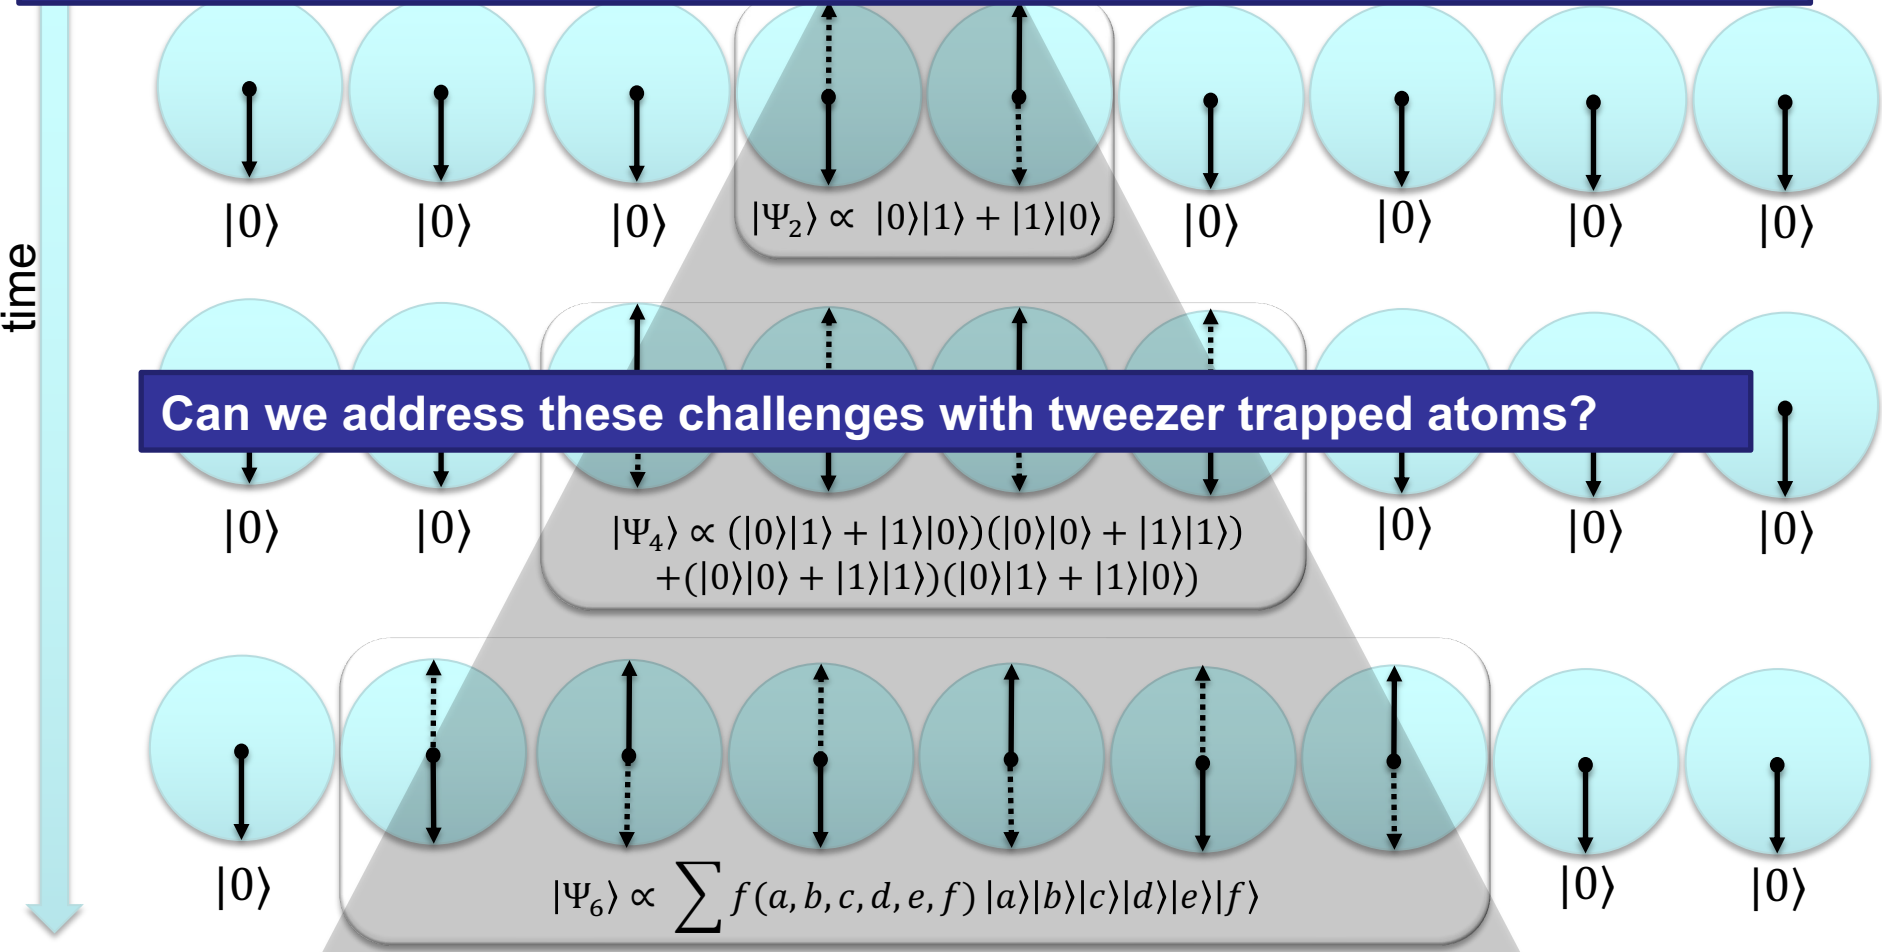 |0⟩ |0⟩ |0⟩ |Ψ₂⟩ ∝ |0⟩|1⟩ + |1⟩|0⟩ |0⟩ |0⟩ |0⟩ |0⟩
time
Can we address these challenges with tweezer trapped atoms?
|0⟩ |0⟩ |Ψ₄⟩ ∝ (|0⟩|1⟩ + |1⟩|0⟩)(|0⟩|0⟩ + |1⟩|1⟩) |0⟩ |0⟩ |0⟩
+(|0⟩|0⟩ + |1⟩|1⟩)(|0⟩|1⟩ + |1⟩|0⟩)
|0⟩ |Ψ₆⟩ ∝ ∑ f(a, b, c, d, e, f) |a⟩|b⟩|c⟩|d⟩|e⟩|f⟩ |0⟩ |0⟩